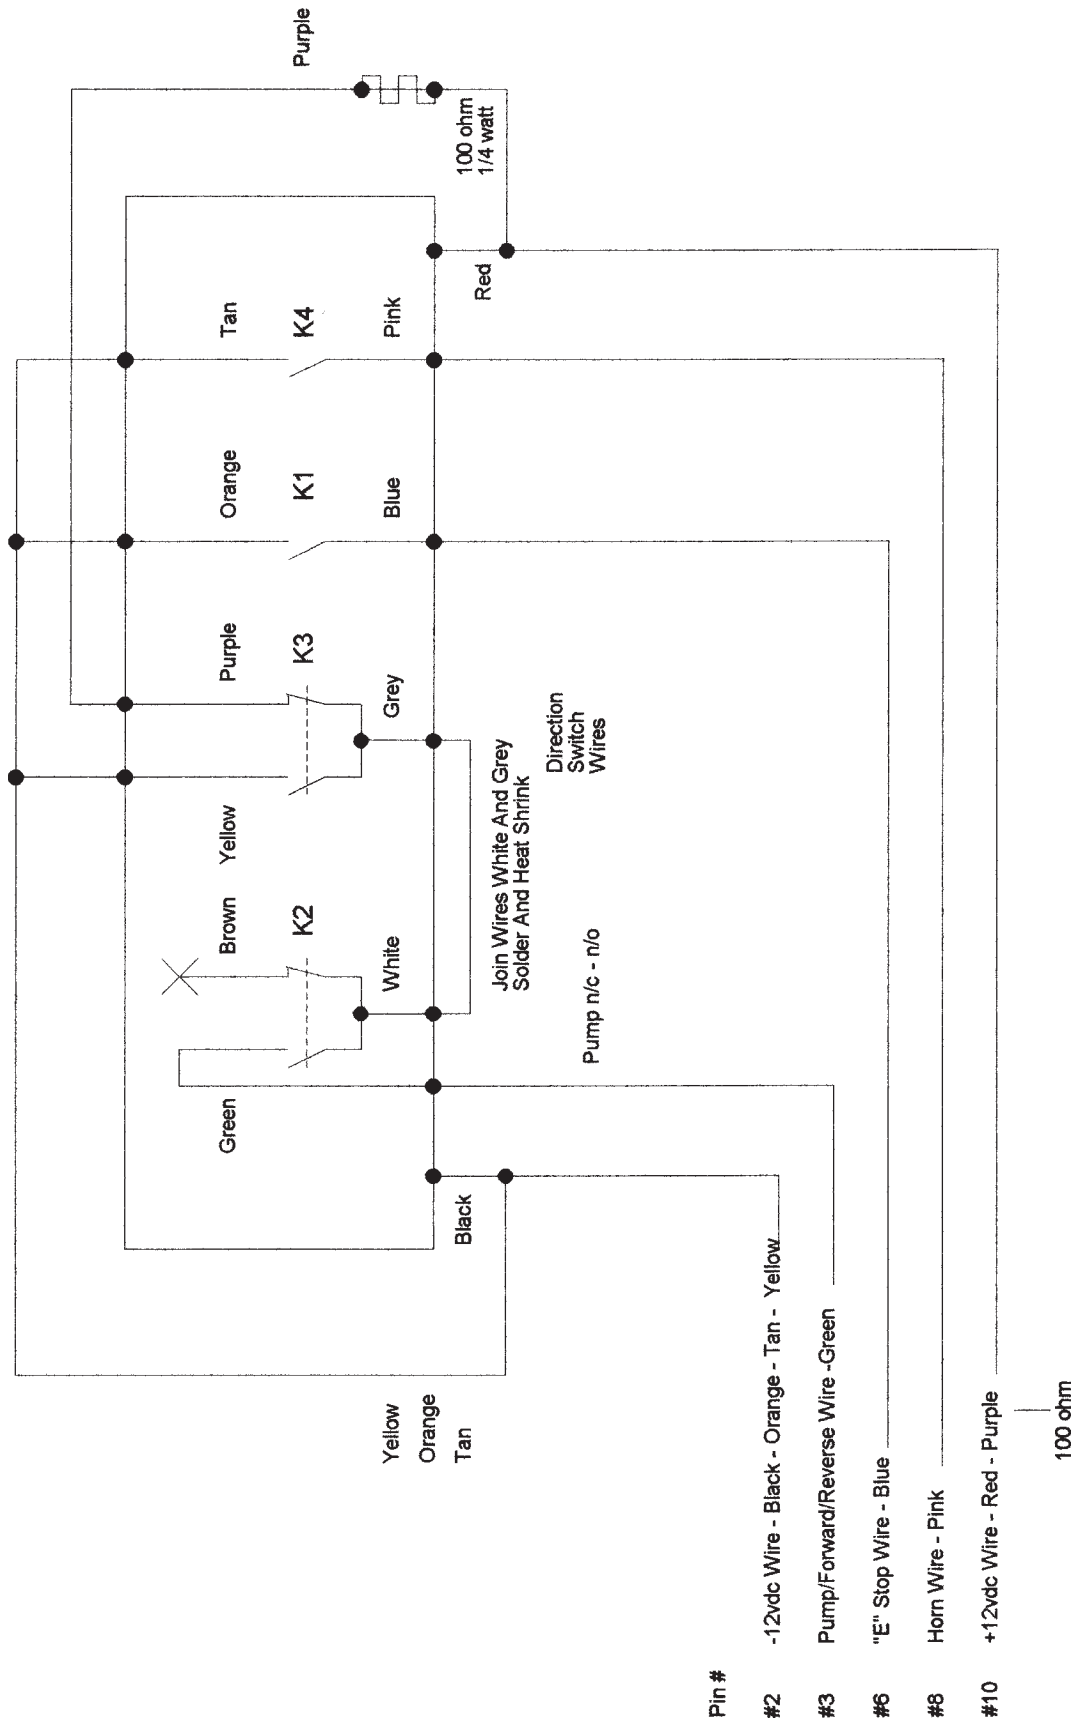 Yellow
Orange
Tan
Green
Brown
Yellow
Purple
Orange
Tan
Purple
K2
K3
K1
K4
White
Grey
Blue
Pink
Black
Red
100 ohm
1/4 watt
Join Wires White And Grey
Solder And Heat Shrink
Direction
Switch
Wires
Pump n/c - n/o
Pin #
#2 -12vdc Wire - Black - Orange - Tan - Yellow
#3 Pump/Forward/Reverse Wire -Green
#6 "E" Stop Wire - Blue
#8 Horn Wire - Pink
#10 +12vdc Wire - Red - Purple
100 ohm